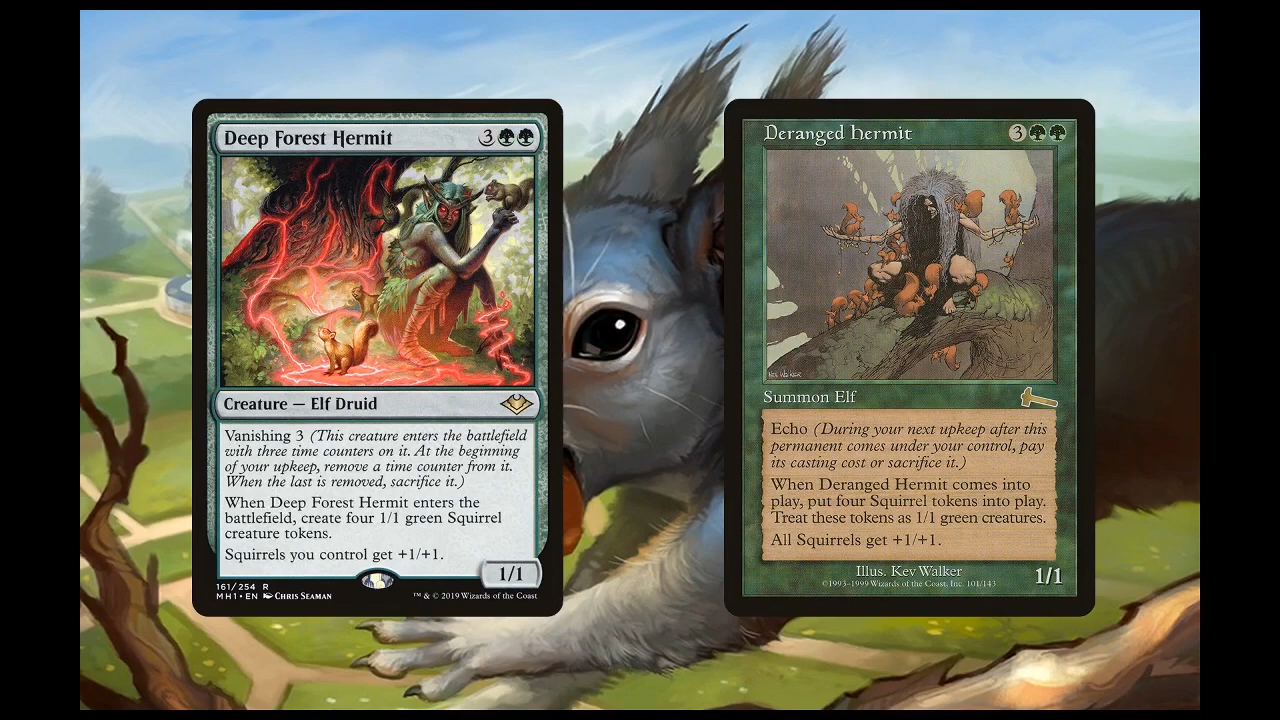 Deep Forest Hermit 3
Creature — Elf Druid
Vanishing 3 (This creature enters the battlefield
with three time counters on it. At the beginning
of your upkeep, remove a time counter from it.
When the last is removed, sacrifice it.)
When Deep Forest Hermit enters the
battlefield, create four 1/1 green Squirrel
creature tokens.
Squirrels you control get +1/+1.
1/1
161/254 R
MH1 • EN Chris Seaman
™ & © 2019 Wizards of the Coast
Deranged Hermit 3
Kev Walker
Summon Elf
Echo (During your next upkeep after this
permanent comes under your control, pay
its casting cost or sacrifice it.)
When Deranged Hermit comes into
play, put four Squirrel tokens into play.
Treat these tokens as 1/1 green creatures.
All Squirrels get +1/+1.
Illus. Kev Walker
©1993-1999 Wizards of the Coast, Inc. 101/143
1/1